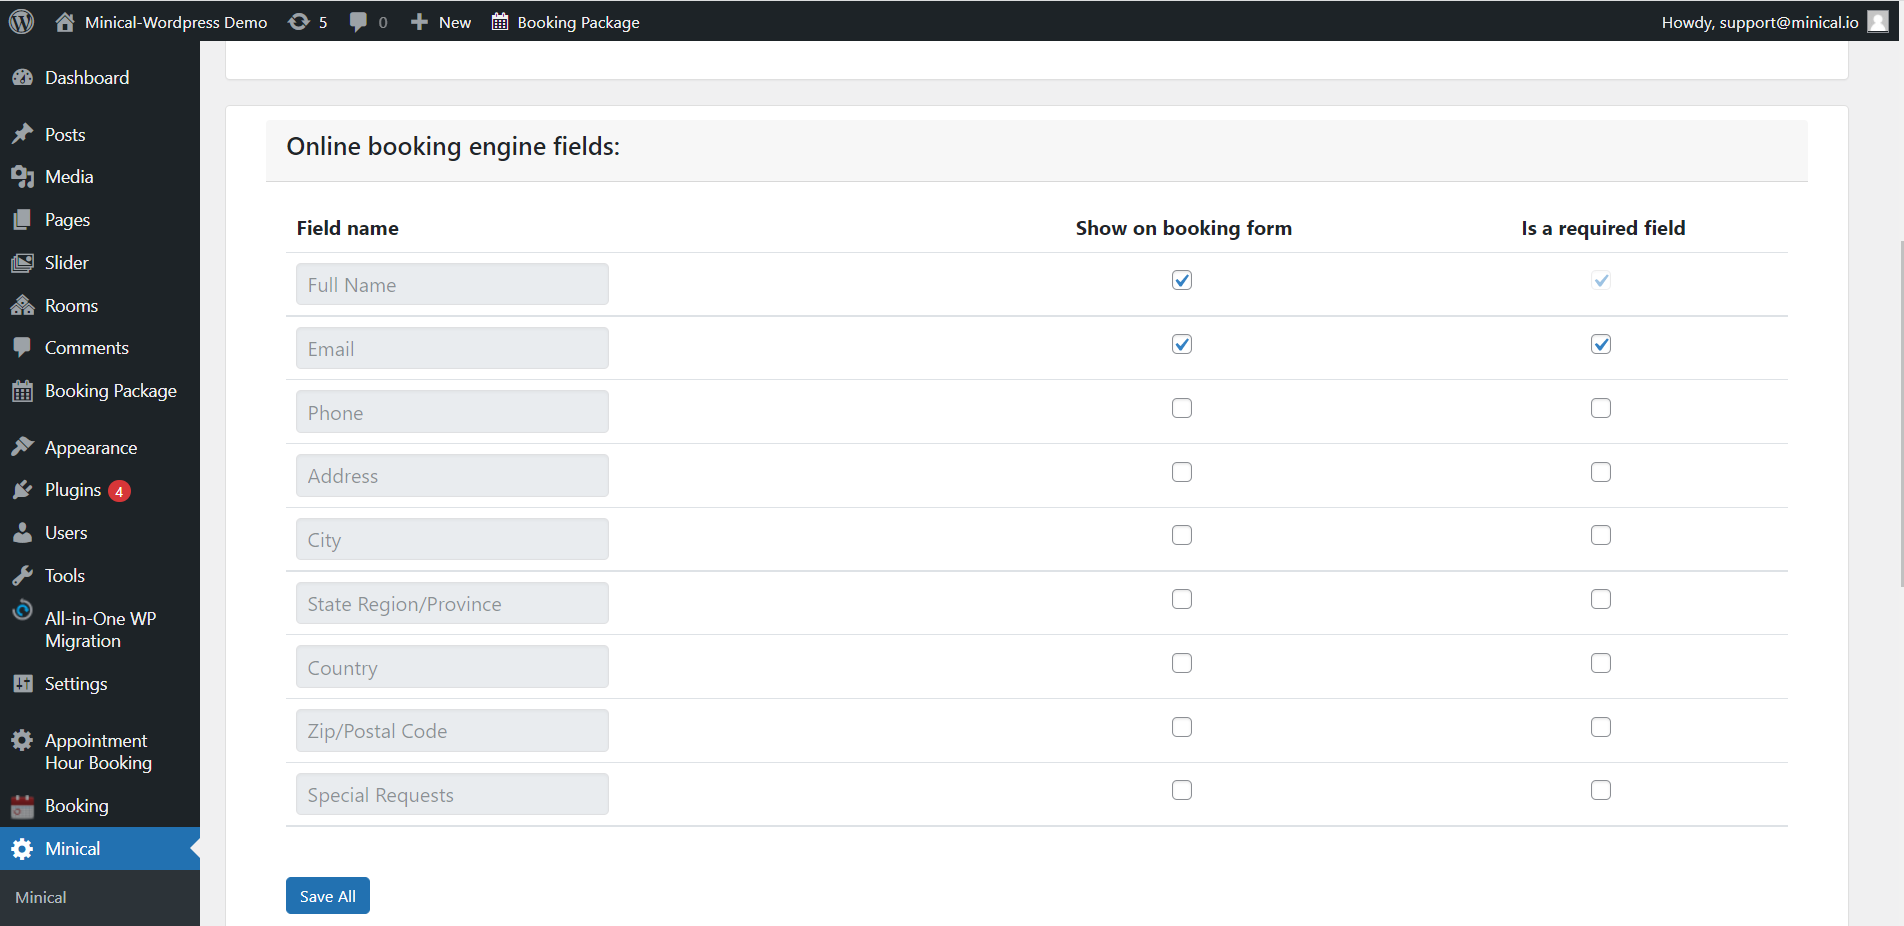 Minical-Wordpress Demo 5 0 New Booking Package Howdy, support@minical.io
Dashboard
Posts
Media
Pages
Slider
Rooms
Comments
Booking Package
Appearance
Plugins 4
Users
Tools
All-in-One WP
Migration
Settings
Appointment
Hour Booking
Booking
Minical
Minical
Online booking engine fields:
Field name Show on booking form Is a required field
Full Name
Email
Phone
Address
City
State Region/Province
Country
Zip/Postal Code
Special Requests
Save All